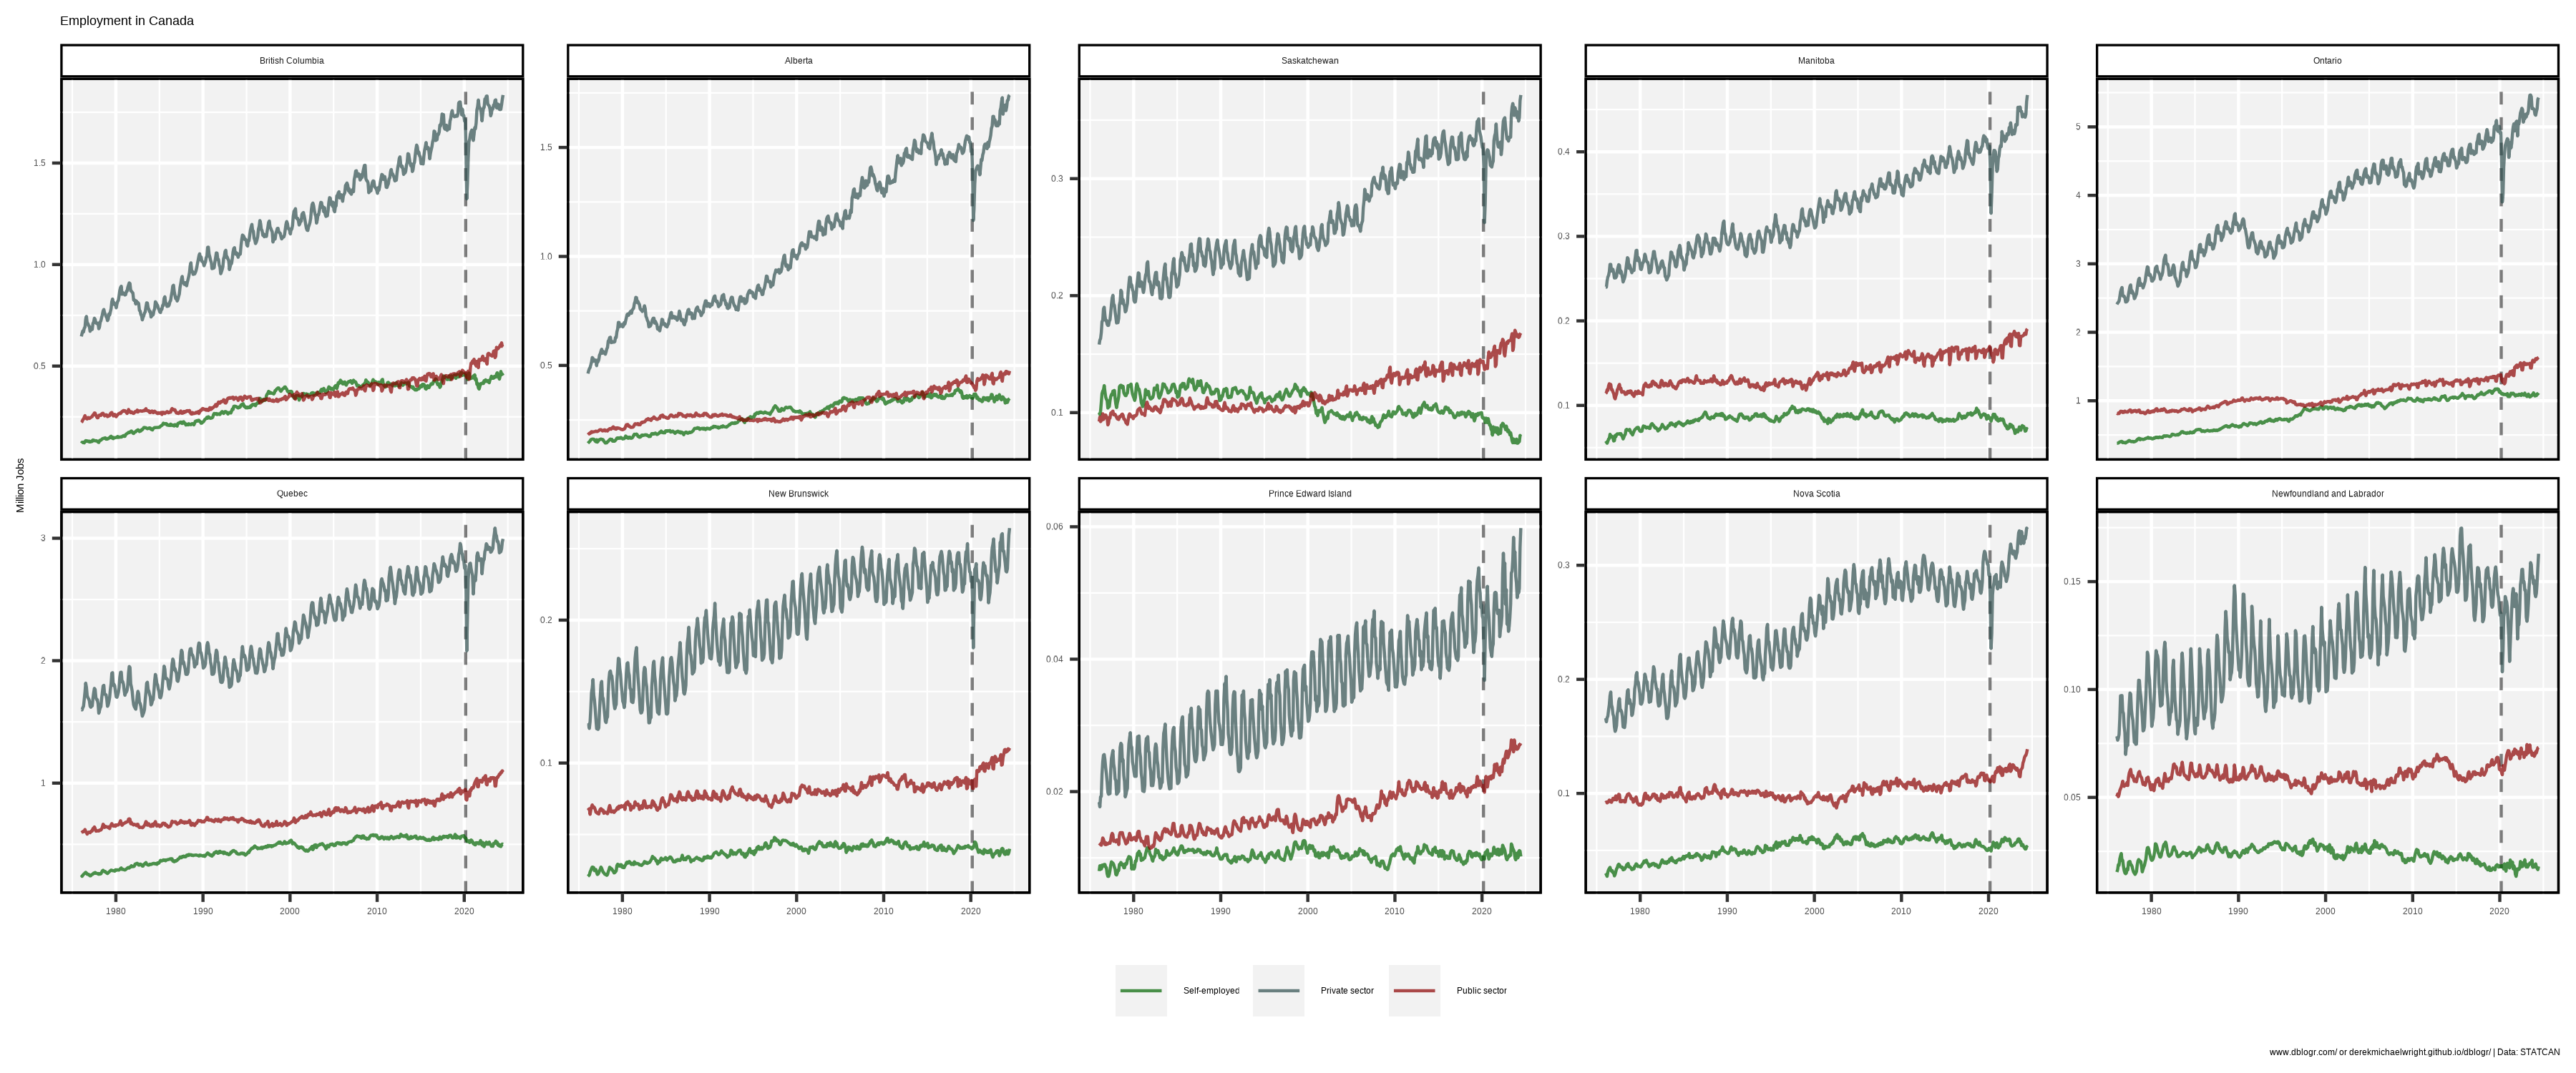 Employment in Canada
British Columbia
Alberta
Saskatchewan
Manitoba
Ontario
1.5
1.0
0.5
1.5
1.0
0.5
0.3
0.2
0.1
0.4
0.3
0.2
0.1
5
4
3
2
1
Million Jobs
Quebec
New Brunswick
Prince Edward Island
Nova Scotia
Newfoundland and Labrador
3
2
1
0.2
0.1
0.06
0.04
0.02
0.3
0.2
0.1
0.15
0.10
0.05
1980 1990 2000 2010 2020
1980 1990 2000 2010 2020
1980 1990 2000 2010 2020
1980 1990 2000 2010 2020
1980 1990 2000 2010 2020
Self-employed Private sector Public sector
www.dblogr.com/ or derekmichaelwright.github.io/dblogr/ | Data: STATCAN